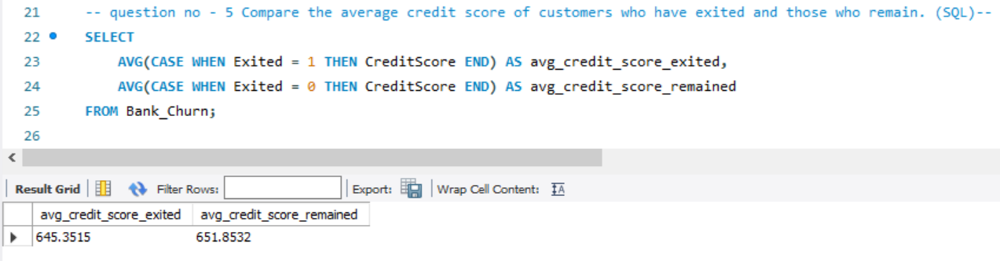 21 -- question no - 5 Compare the average credit score of customers who have exited and those who remain. (SQL)--
22 SELECT
23 AVG(CASE WHEN Exited = 1 THEN CreditScore END) AS avg_credit_score_exited,
24 AVG(CASE WHEN Exited = 0 THEN CreditScore END) AS avg_credit_score_remained
25 FROM Bank_Churn;
26
Result Grid Filter Rows: Export: Wrap Cell Content: IA
avg_credit_score_exited avg_credit_score_remained
645.3515 651.8532